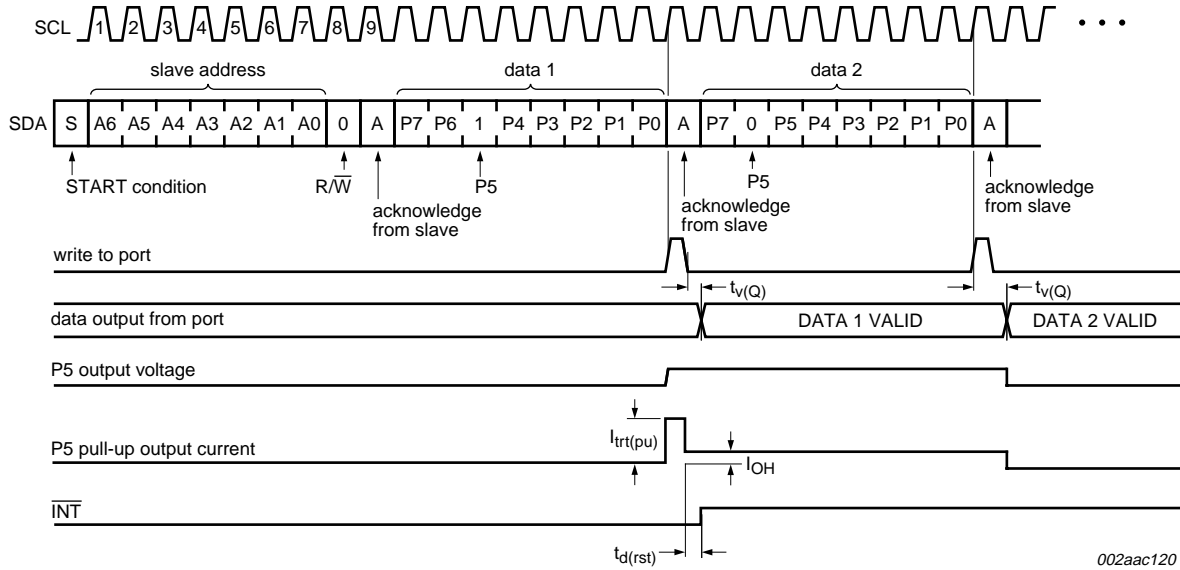 SCL 1 2 3 4 5 6 7 8 9
slave address data 1 data 2
SDA S A6 A5 A4 A3 A2 A1 A0 0 A P7 P6 1 P4 P3 P2 P1 P0 A P7 0 P5 P4 P3 P2 P1 P0 A
START condition R/W̅ P5 P5
acknowledge from slave
acknowledge from slave
acknowledge from slave
write to port
tv(Q) tv(Q)
data output from port DATA 1 VALID DATA 2 VALID
P5 output voltage
Itrt(pu)
P5 pull-up output current
IOH
I̅N̅T̅
td(rst)
002aac120